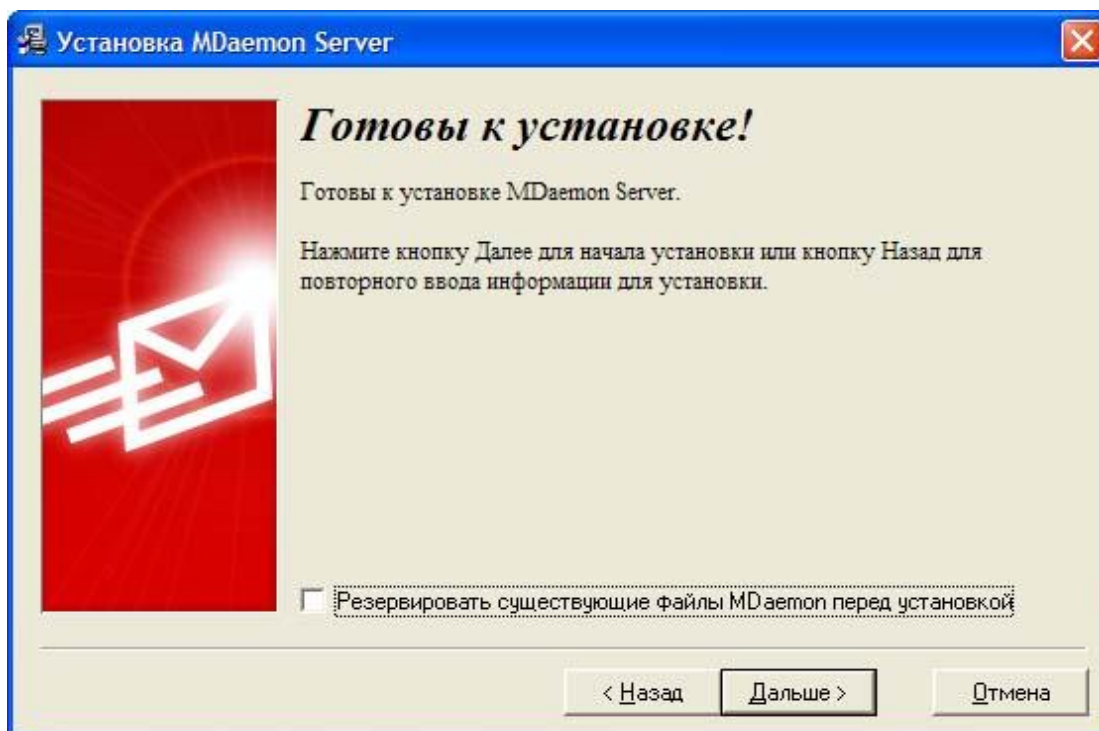 Установка MDaemon Server
Готовы к установке!
Готовы к установке MDaemon Server.
Нажмите кнопку Далее для начала установки или кнопку Назад для
повторного ввода информации для установки.
Резервировать существующие файлы MDaemon перед установкой
< Назад
Дальше >
Отмена